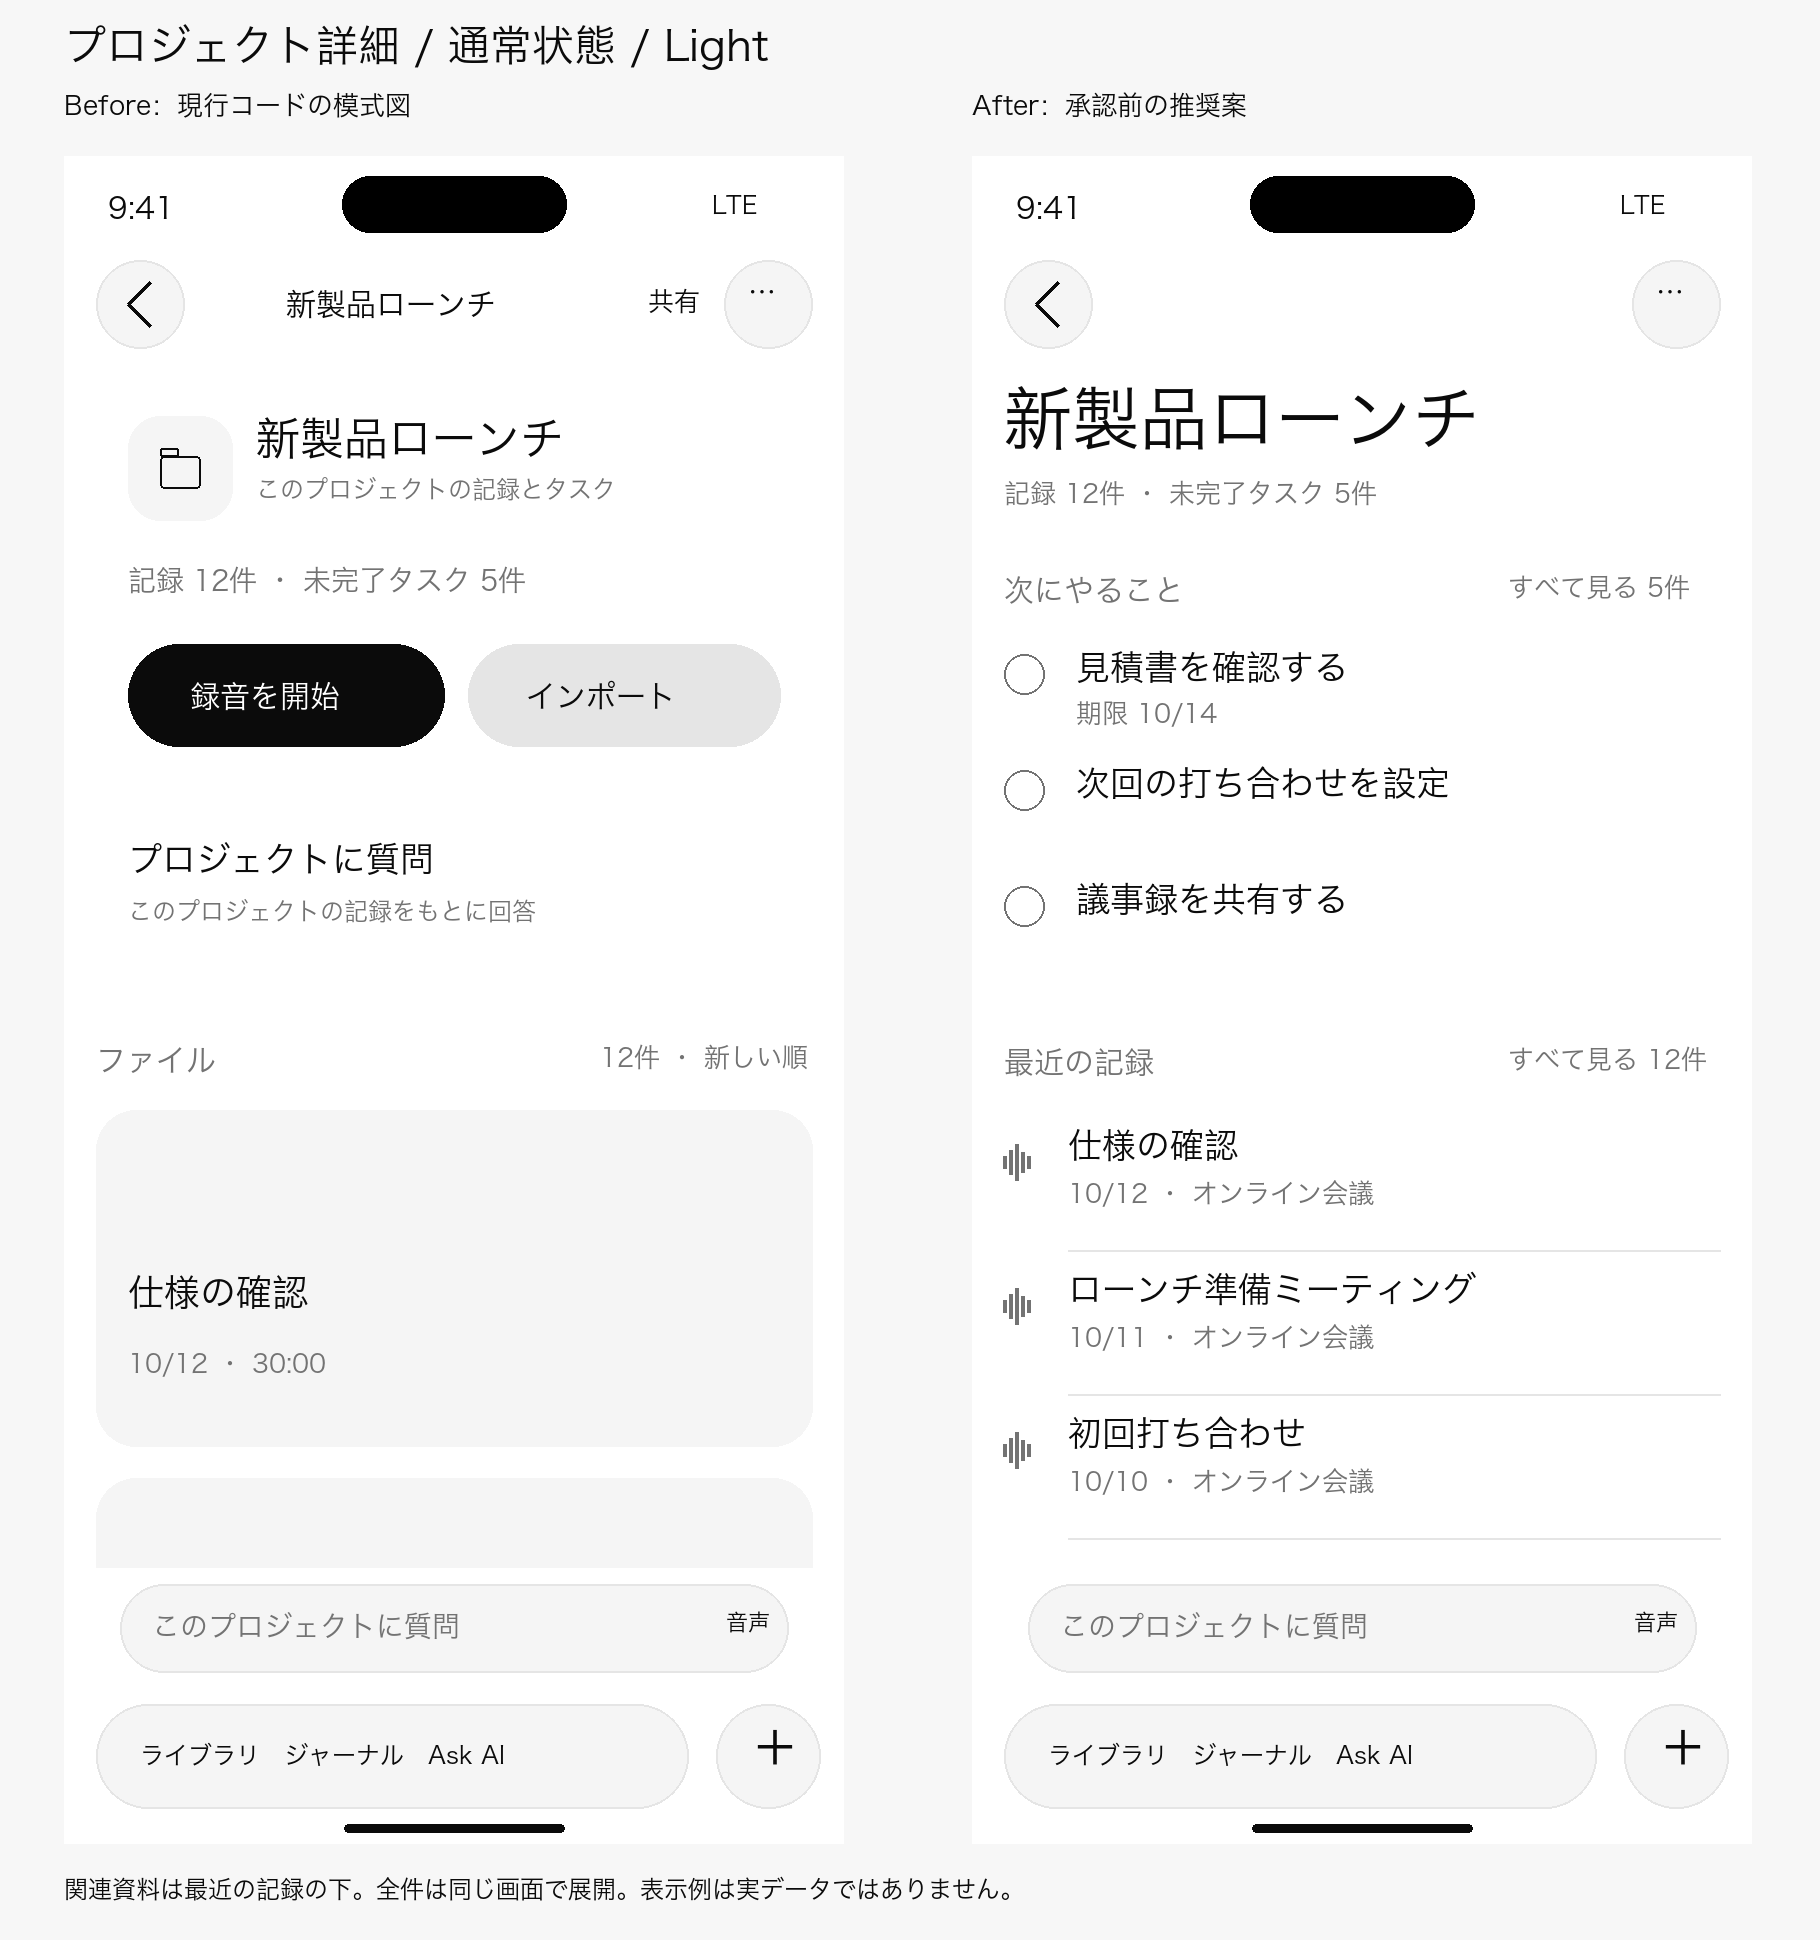 プロジェクト詳細 / 通常状態 / Light
Before: 現行コードの模式図
9:41
LTE
新製品ローンチ
共有
…
新製品ローンチ
このプロジェクトの記録とタスク
記録 12件 ・ 未完了タスク 5件
録音を開始
インポート
プロジェクトに質問
このプロジェクトの記録をもとに回答
ファイル
12件 ・ 新しい順
仕様の確認
10/12 ・ 30:00
このプロジェクトに質問
音声
ライブラリ ジャーナル Ask AI
+
After: 承認前の推奨案
9:41
LTE
…
新製品ローンチ
記録 12件 ・ 未完了タスク 5件
次にやること
すべて見る 5件
見積書を確認する
期限 10/14
次回の打ち合わせを設定
議事録を共有する
最近の記録
すべて見る 12件
仕様の確認
10/12 ・ オンライン会議
ローンチ準備ミーティング
10/11 ・ オンライン会議
初回打ち合わせ
10/10 ・ オンライン会議
このプロジェクトに質問
音声
ライブラリ ジャーナル Ask AI
+
関連資料は最近の記録の下。全件は同じ画面で展開。表示例は実データではありません。